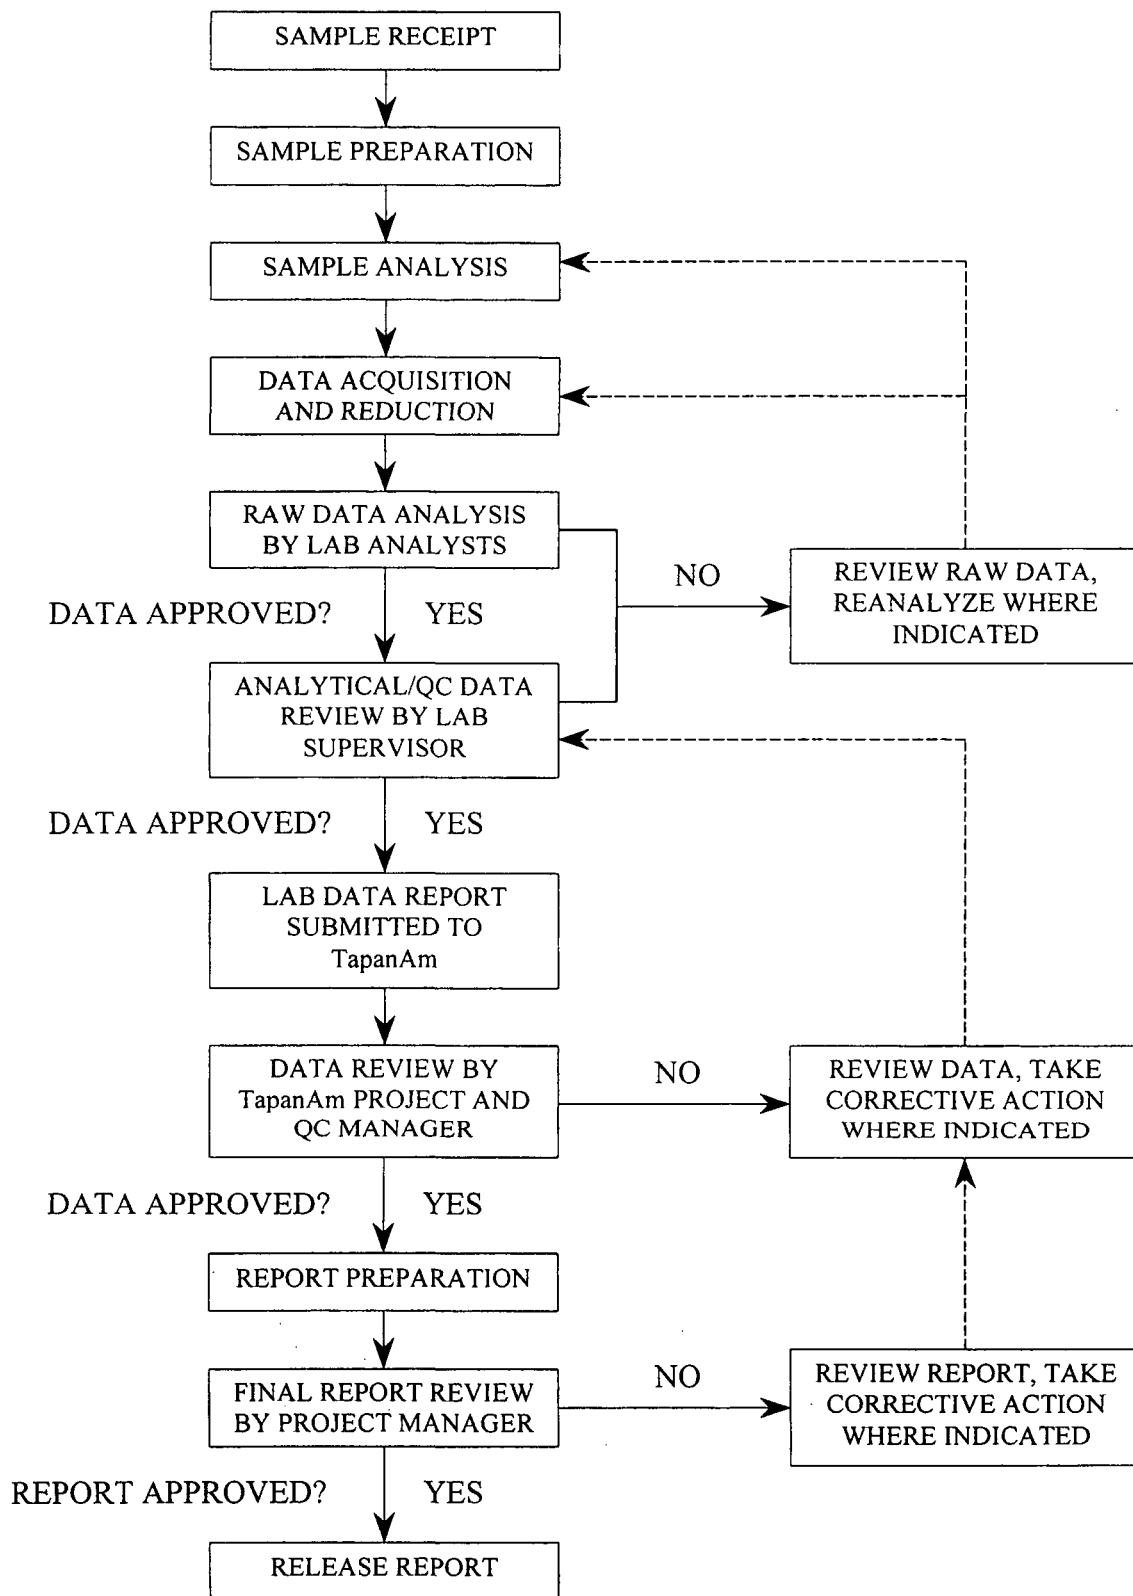 SAMPLE RECEIPT
SAMPLE PREPARATION
SAMPLE ANALYSIS
DATA ACQUISITION
AND REDUCTION
RAW DATA ANALYSIS
BY LAB ANALYSTS
NO
REVIEW RAW DATA,
REANALYZE WHERE
INDICATED
DATA APPROVED? YES
ANALYTICAL/QC DATA
REVIEW BY LAB
SUPERVISOR
DATA APPROVED? YES
LAB DATA REPORT
SUBMITTED TO
TapanAm
DATA REVIEW BY
TapanAm PROJECT AND
QC MANAGER
NO
REVIEW DATA, TAKE
CORRECTIVE ACTION
WHERE INDICATED
DATA APPROVED? YES
REPORT PREPARATION
FINAL REPORT REVIEW
BY PROJECT MANAGER
NO
REVIEW REPORT, TAKE
CORRECTIVE ACTION
WHERE INDICATED
REPORT APPROVED? YES
RELEASE REPORT